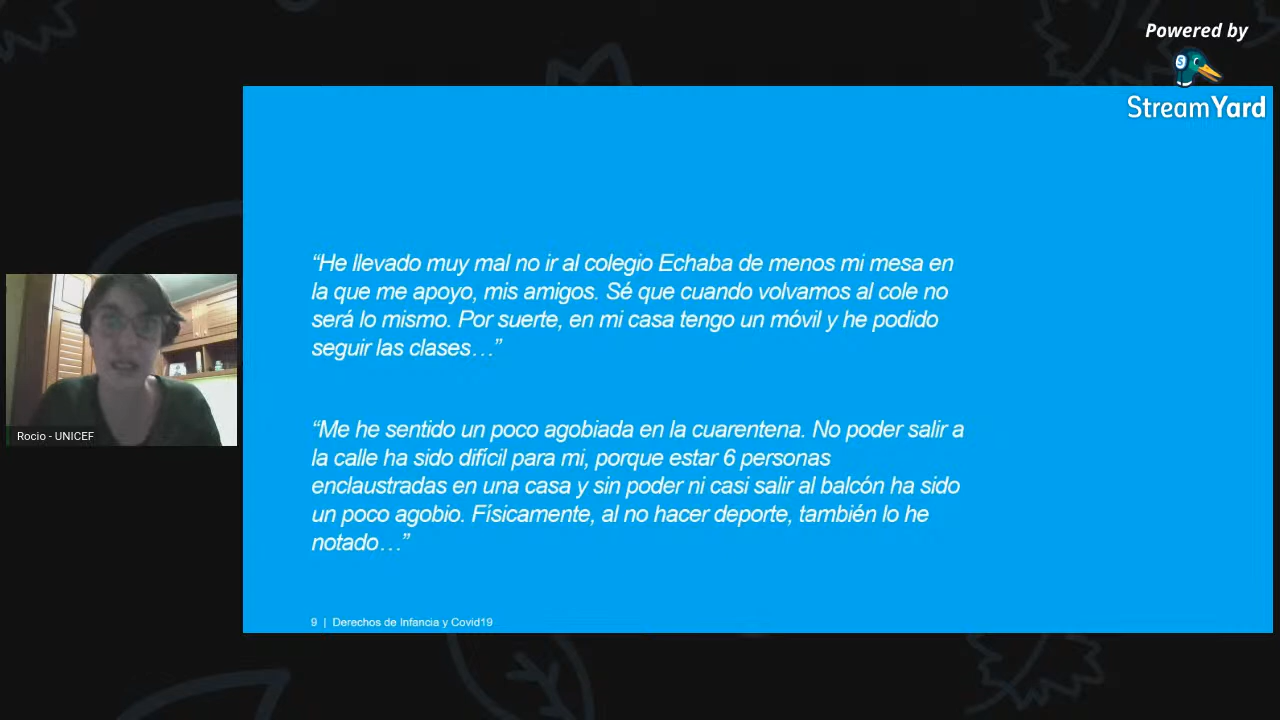 Powered by
StreamYard
“He llevado muy mal no ir al colegio Echaba de menos mi mesa en
la que me apoyo, mis amigos. Sé que cuando volvamos al cole no
será lo mismo. Por suerte, en mi casa tengo un móvil y he podido
seguir las clases…”
“Me he sentido un poco agobiada en la cuarentena. No poder salir a
la calle ha sido difícil para mi, porque estar 6 personas
enclaustradas en una casa y sin poder ni casi salir al balcón ha sido
un poco agobio. Físicamente, al no hacer deporte, también lo he
notado…”
Rocio - UNICEF
9 | Derechos de Infancia y Covid19